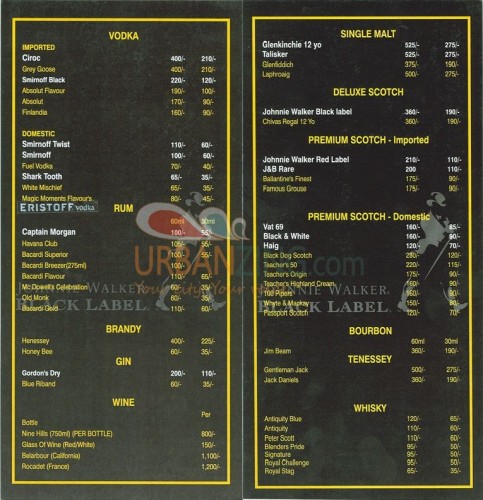 VODKA
IMPORTED
Ciroc 400/- 210/-
Grey Goose 400/- 210/-
Smirnoff Black 220/- 120/-
Absolut Flavour 190/- 100/-
Absolut 170/- 90/-
Finlandia 160/- 90/-
DOMESTIC
Smirnoff Twist 110/- 60/-
Smirnoff 100/- 60/-
Fuel Vodka 70/- 40/-
Shark Tooth 65/- 35/-
White Mischief 65/- 35/-
Magic Moments Flavour's 80/- 45/-
ERISTOFF vodka
RUM
60ml 30ml
Captain Morgan 100/- 55/-
Havana Club 105/- 55/-
Bacardi Superior 100/-
Bacardi Breezer(275ml)
Bacardi Flavour 65/-
Mc.Dowell's Celebration 60/- 35/-
Old Monk 60/- 35/-
Bacardi Gold 110/- 60/-
BRANDY
Henessey 400/- 225/-
Honey Bee 60/- 35/-
GIN
Gordon's Dry 200/- 110/-
Blue Riband 60/- 35/-
WINE
Per
Bottle
Nine Hills (750ml) (PER BOTTLE) 800/-
Glass Of Wine (Red/White) 150/-
Belarbour (California) 1,100/-
Rocadet (France) 1,200/-
SINGLE MALT
Glenkinchie 12 yo 525/- 275/-
Talisker 525/- 275/-
Glenfiddich 375/- 190/-
Laphroaig 500/- 275/-
DELUXE SCOTCH
Johnnie Walker Black label 360/- 190/-
Chivas Regal 12 Yo 360/- 190/-
PREMIUM SCOTCH - Imported
Johnnie Walker Red Label 210/- 110/-
J&B Rare 200 110/-
Ballantine's Finest 175/- 90/-
Famous Grouse 175/- 90/-
PREMIUM SCOTCH - Domestic
Vat 69 160/- 85/-
Black & White 160/- 90/-
Haig 120/- 70/-
Black Dog Scotch 120/-
Teacher's 50 220/- 115/-
Teacher's Origin 175/- 90/-
Teacher's Highland Cream 160/- 90/-
100 Pipers 90/-
Whyte & Mackay 150/- 80/-
Passport Scotch 120/- 70/-
BOURBON
60ml 30ml
Jim Beam 360/- 190/-
TENESSEY
Gentleman Jack 500/- 275/-
Jack Daniels 360/- 190/-
WHISKY
Antiquity Blue 120/- 65/-
Antiquity 110/- 60/-
Peter Scott 110/- 60/-
Blenders Pride 95/- 50/-
Signature 95/- 50/-
Royal Challenge 95/- 50/-
Royal Stag 65/- 35/-
JOHNNIE WALKER
BLACK LABEL
JOHNNIE WALKER
BLACK LABEL